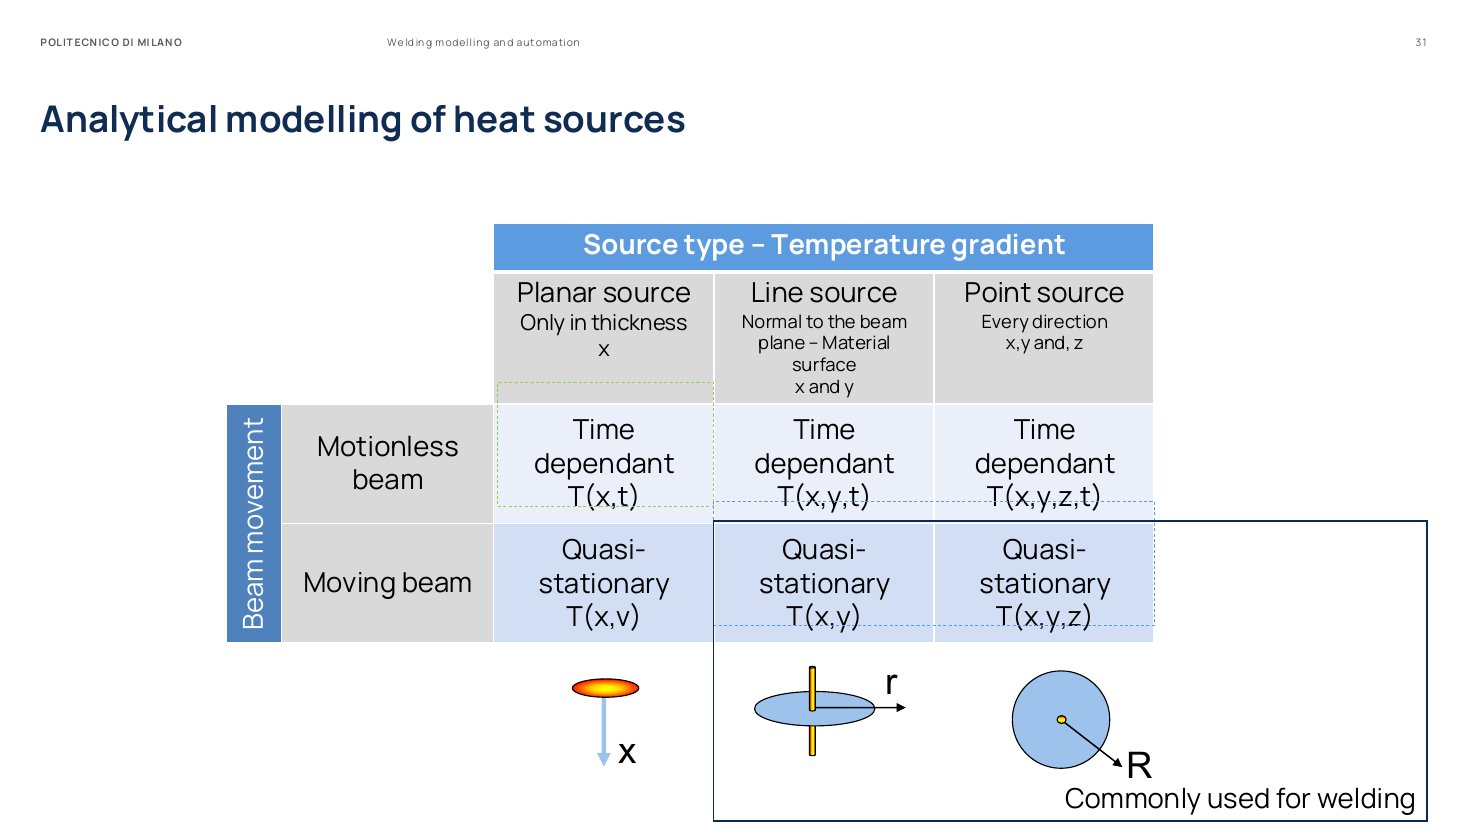 POLITECNICO DI MILANO
Welding modelling and automation
31
Analytical modelling of heat sources
Source type – Temperature gradient
Planar source
Only in thickness
x
Line source
Normal to the beam
plane – Material
surface
x and y
Point source
Every direction
x,y and, z
Beam movement
Motionless
beam
Time
dependant
T(x,t)
Time
dependant
T(x,y,t)
Time
dependant
T(x,y,z,t)
Moving beam
Quasi-
stationary
T(x,v)
Quasi-
stationary
T(x,y)
Quasi-
stationary
T(x,y,z)
x
r
R
Commonly used for welding